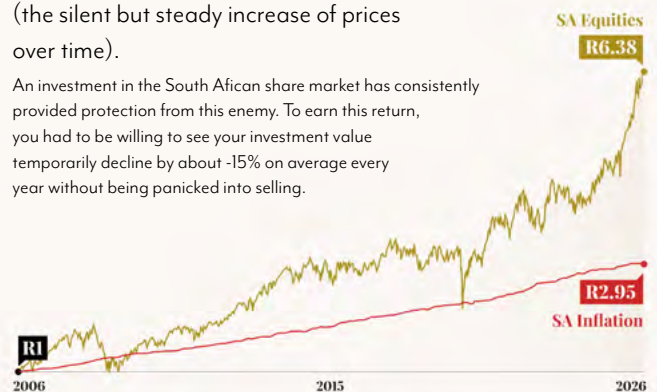 (the silent but steady increase of prices
over time).
An investment in the South Afican share market has consistently
provided protection from this enemy. To earn this return,
you had to be willing to see your investment value
temporarily decline by about -15% on average every
year without being panicked into selling.
SA Equities
R6.38
R2.95
SA Inflation
R1
2006
2015
2026